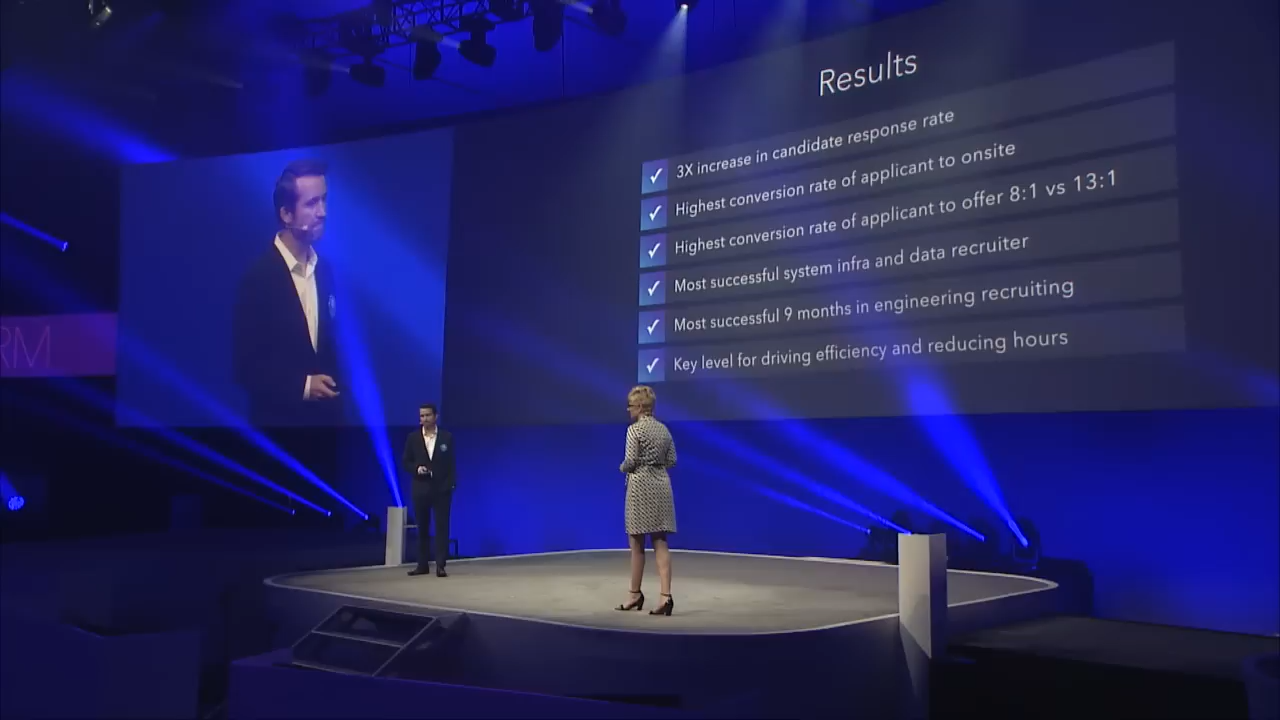 Results
3X increase in candidate response rate
Highest conversion rate of applicant to onsite
Highest conversion rate of applicant to offer 8:1 vs 13:1
Most successful system infra and data recruiter
Most successful 9 months in engineering recruiting
Key level for driving efficiency and reducing hours
RM